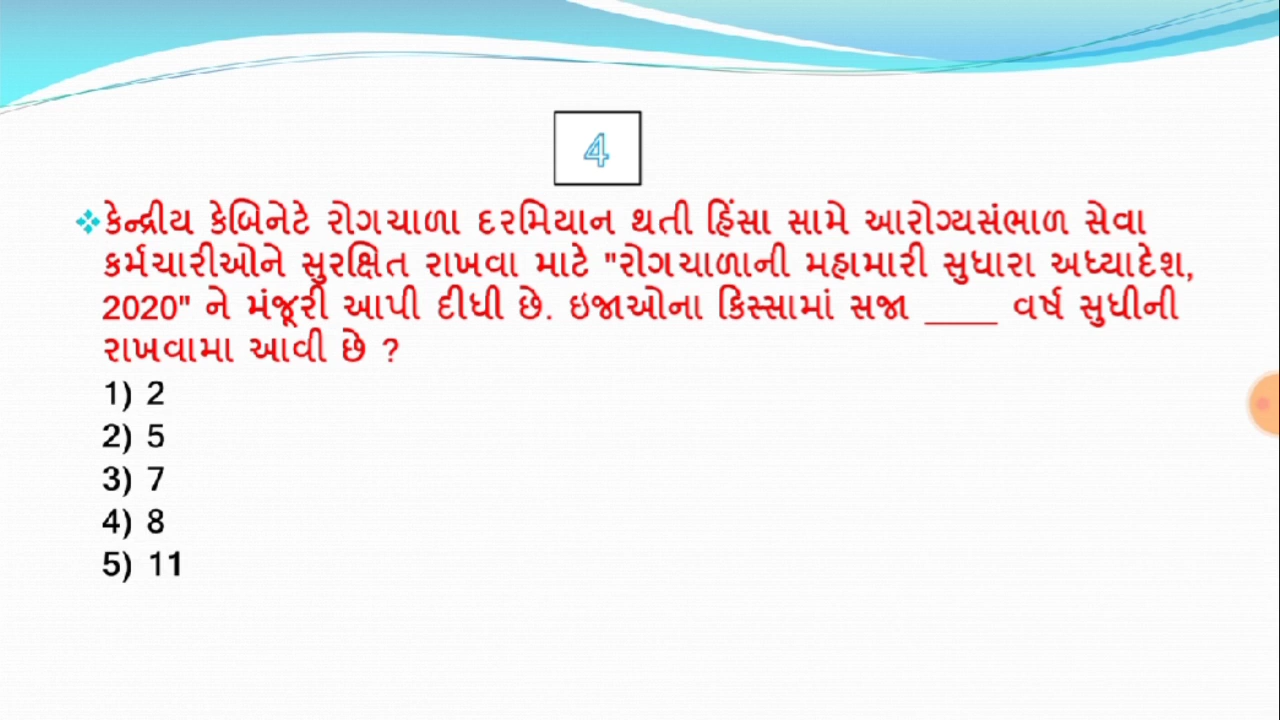 4
❖કેન્દ્રીય કેબિનેટે રોગચાળા દરમિયાન થતી હિંસા સામે આરોગ્યસંભાળ સેવા
કર્મચારીઓને સુરક્ષિત રાખવા માટે "રોગચાળાની મહામારી સુધારા અધ્યાદેશ,
2020" ને મંજૂરી આપી દીધી છે. ઇજાઓના કિસ્સામાં સજા ____ વર્ષ સુધીની
રાખવામા આવી છે ?
1) 2
2) 5
3) 7
4) 8
5) 11